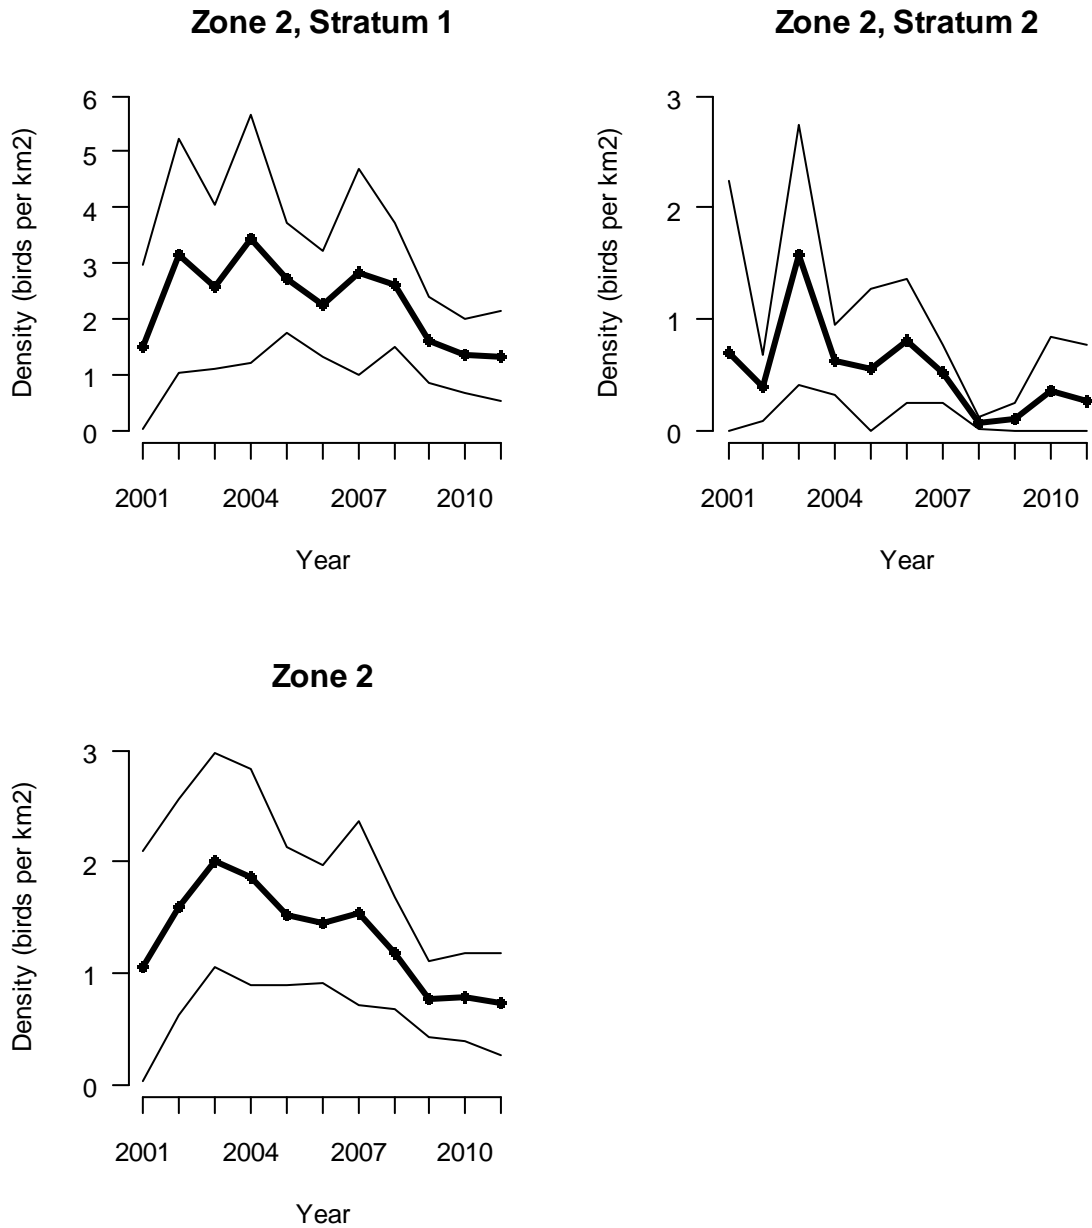 Zone 2, Stratum 1
Density (birds per km2)
6
5
4
3
2
1
0
2001 2004 2007 2010
Year
Zone 2, Stratum 2
Density (birds per km2)
3
2
1
0
2001 2004 2007 2010
Year
Zone 2
Density (birds per km2)
3
2
1
0
2001 2004 2007 2010
Year